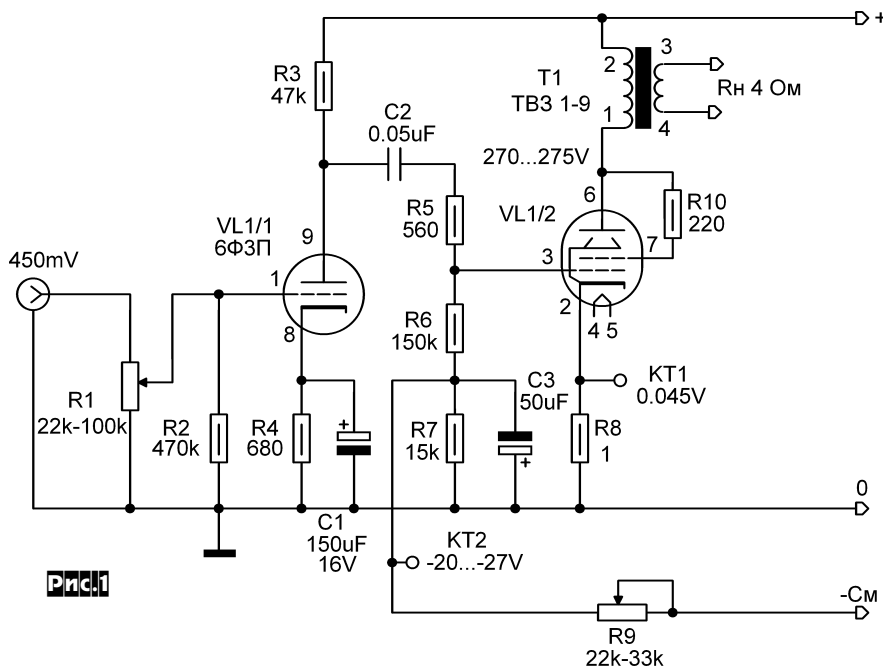 +
R3
47k
C2
0.05uF
T1
ТВЗ 1-9
2
1
3
4
Rн 4 Ом
270...275V
VL1/1
6Ф3П
9
1
8
R5
560
VL1/2
6
3
7
2
4 5
R10
220
450mV
R1
22k-100k
R2
470k
R4
680
R6
150k
R7
15k
C3
50uF
+
КТ1
0.045V
R8
1
+
C1
150uF
16V
0
КТ2
-20...-27V
Рис.1
-См
R9
22k-33k